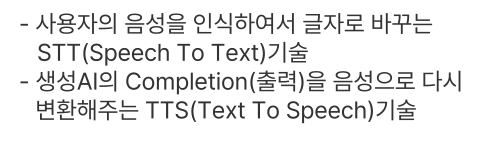 - 사용자의 음성을 인식하여서 글자로 바꾸는
STT(Speech To Text)기술
- 생성AI의 Completion(출력)을 음성으로 다시
변환해주는 TTS(Text To Speech)기술